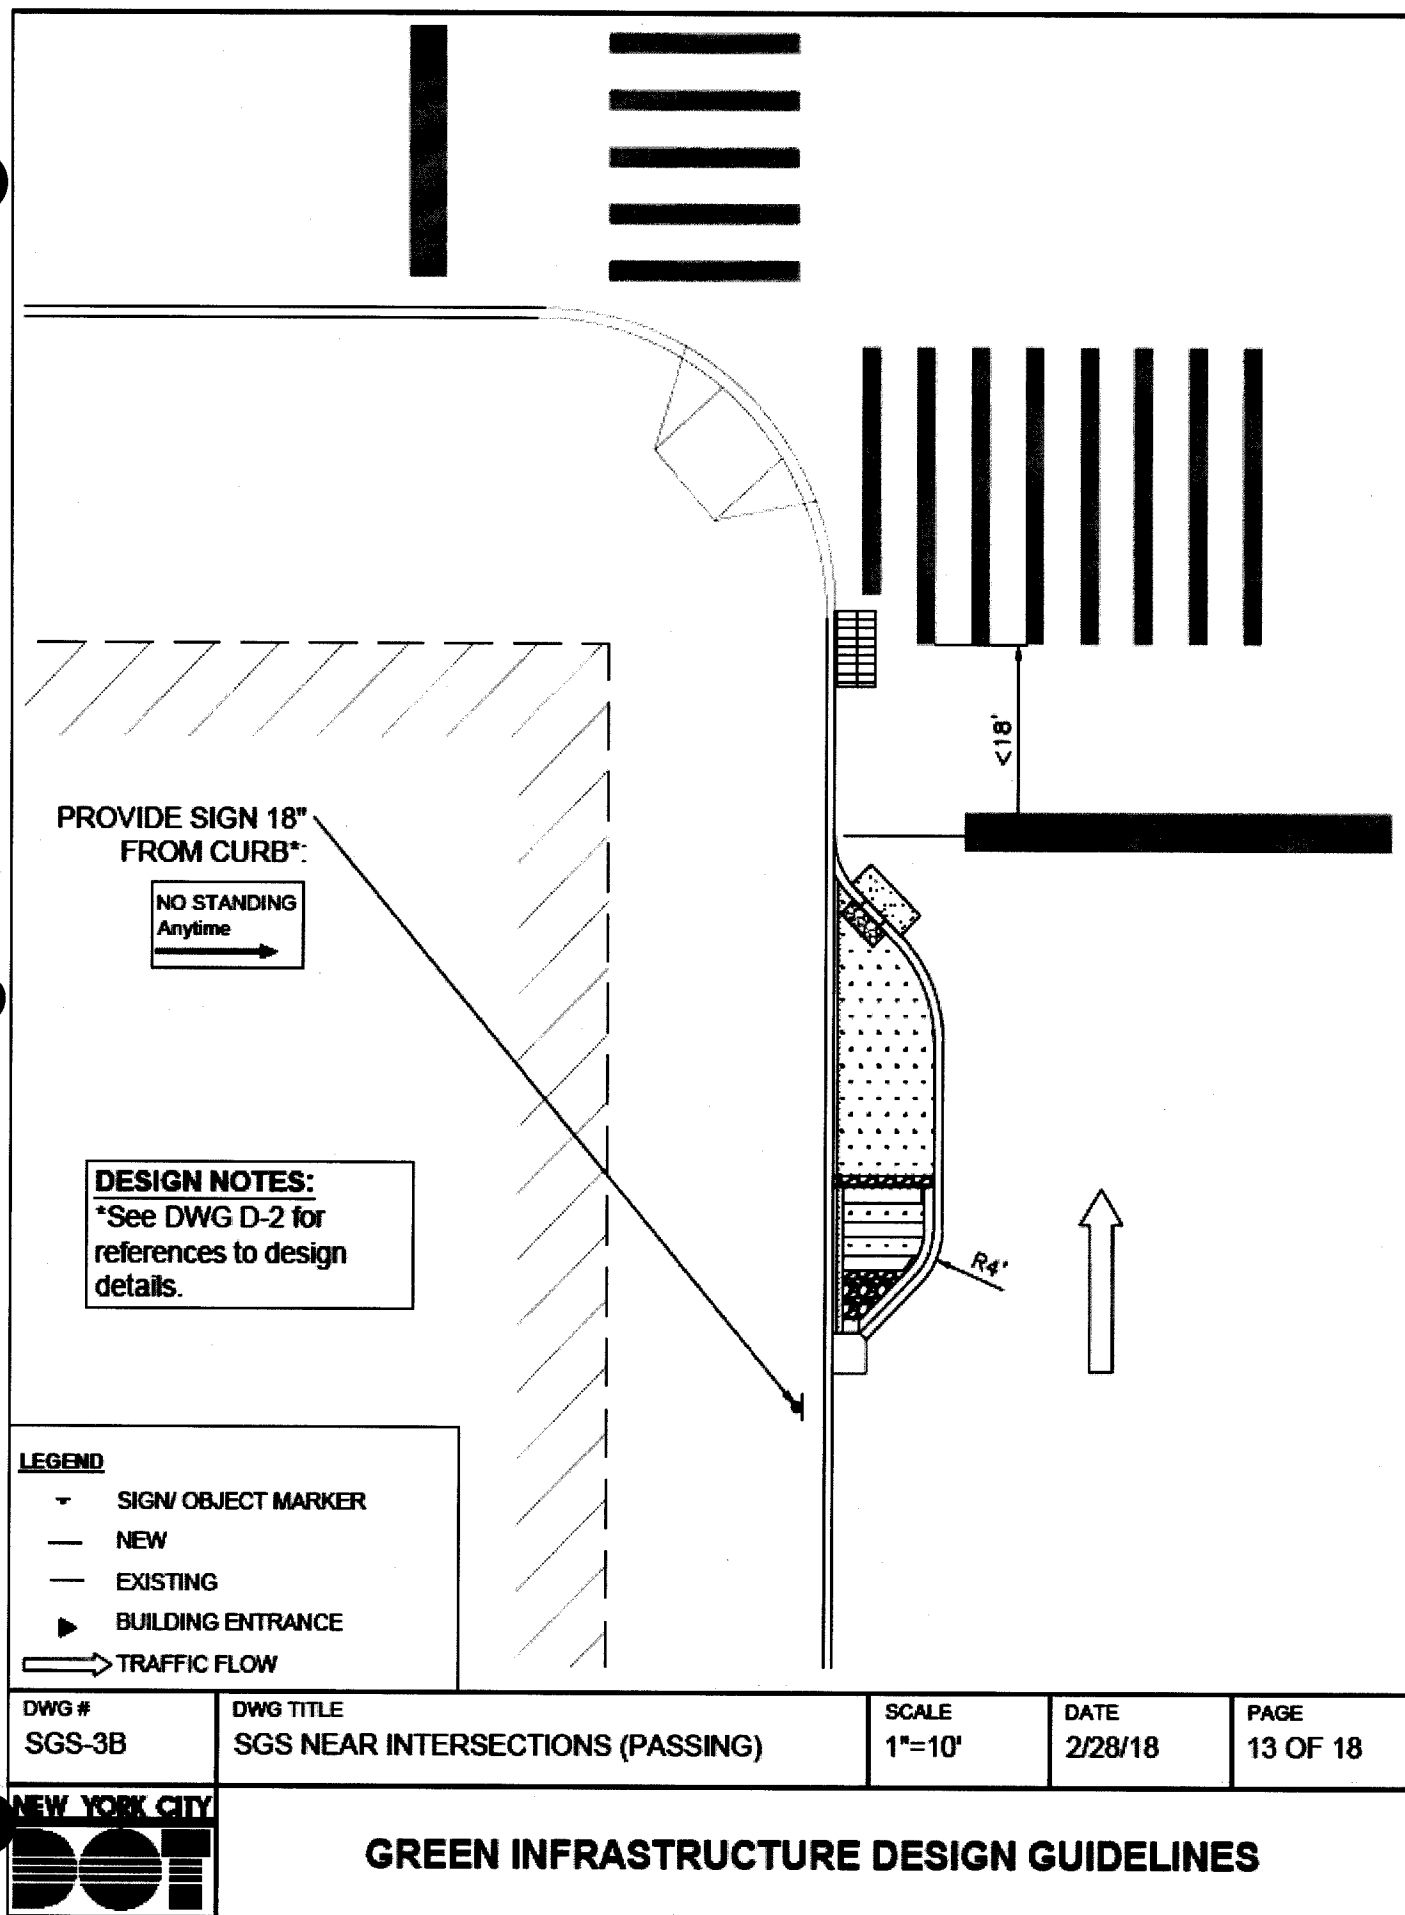 <18'
PROVIDE SIGN 18"
FROM CURB*:
NO STANDING
Anytime
DESIGN NOTES:
*See DWG D-2 for
references to design
details.
R4'
LEGEND
SIGN/ OBJECT MARKER
NEW
EXISTING
BUILDING ENTRANCE
TRAFFIC FLOW
DWG #
SGS-3B
DWG TITLE
SGS NEAR INTERSECTIONS (PASSING)
SCALE
1"=10'
DATE
2/28/18
PAGE
13 OF 18
NEW YORK CITY
DOT
GREEN INFRASTRUCTURE DESIGN GUIDELINES